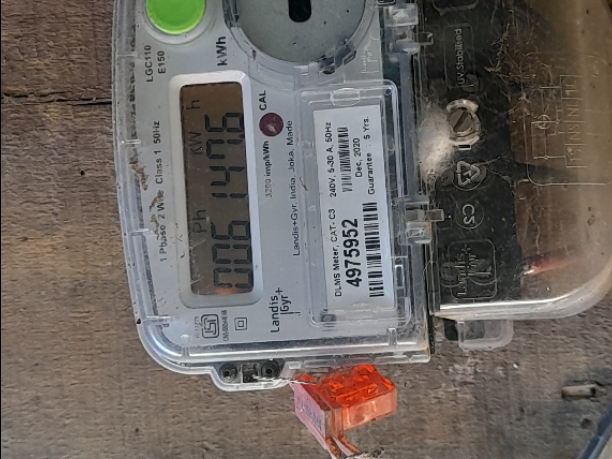 LGC110
E150
kWh
1 Phase 2 Wire Class 1 50Hz
Ph KW h
0061476
3200 imp/kWh
CAL
Landis+Gyr, India, Joka, Made
Landis+
Gyr+
DLMS Meter, CAT- C3 240V, 5-30 A, 50Hz
4975952
Dec, 2020
Guarantee 5 Yrs.
UV Stabilised
Landis+